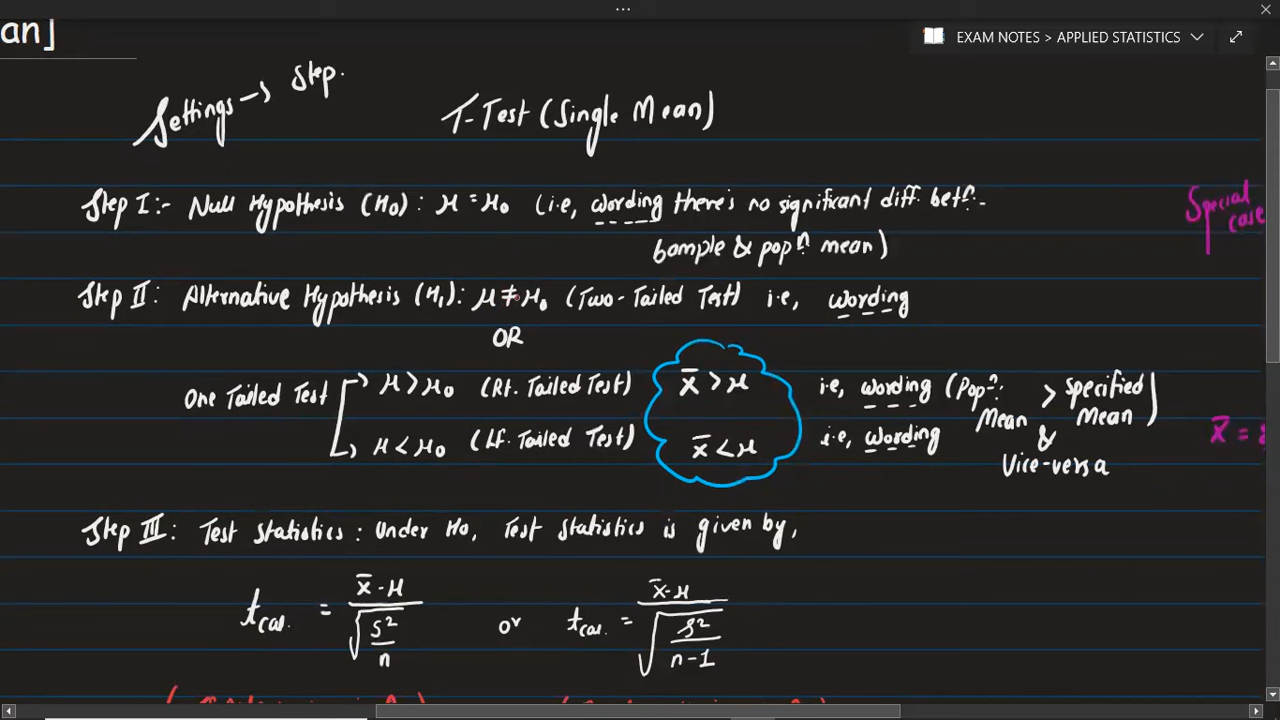 an]
EXAM NOTES > APPLIED STATISTICS
Settings → Step.
T-Test (Single Mean)
Step I:- Null Hypothesis (H₀) : μ = μ₀ (i.e, wording there's no significant diff. betⁿ.
Sample & popⁿ. mean)
Special case
Step II: Alternative Hypothesis (H₁): μ ≠ μ₀ (Two-Tailed Test) i.e, wording
OR
One Tailed Test → μ > μ₀ (Rt. Tailed Test) x̄ > μ i.e, wording (Popⁿ. Mean > Specified Mean)
→ μ < μ₀ (Lf. Tailed Test) x̄ < μ i.e, wording & Vice-versa
x̄ =
Step III: Test Statistics : Under H₀, Test Statistics is given by,
t_cal. = (x̄ - μ) / √(S²/n) or t_cal. = (x̄ - μ) / √(s²/(n-1))